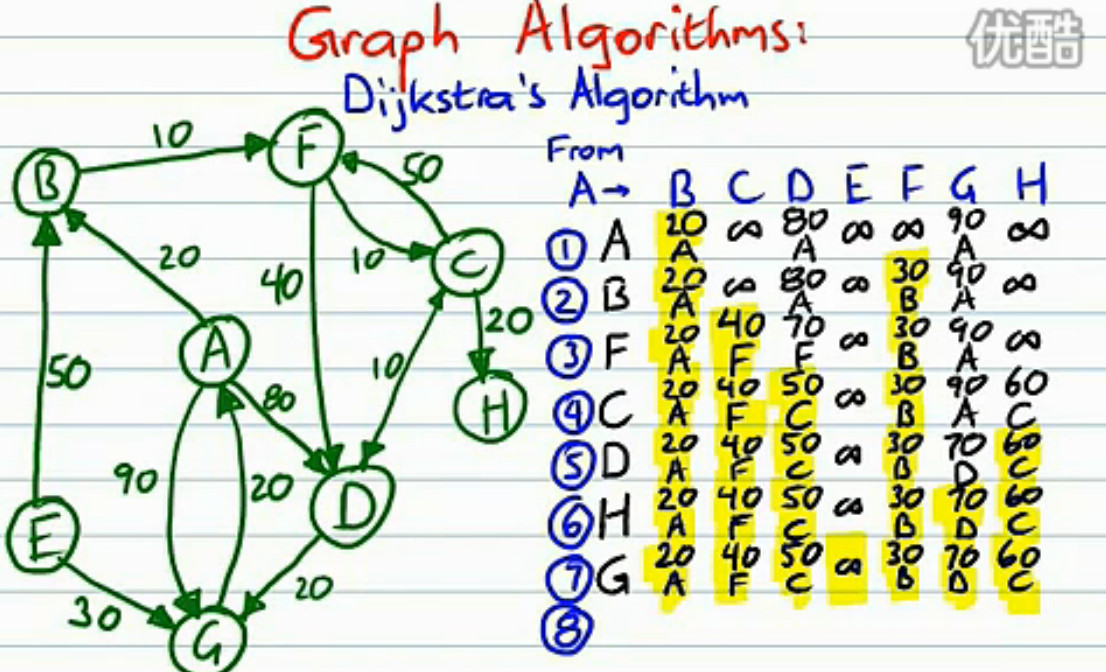 Graph Algorithms:
优酷
Dijkstra's Algorithm
From
A→ B C D E F G H
① A 20 ∞ 80 ∞ ∞ 90 ∞
A A A
② B 20 ∞ 80 ∞ 30 90 ∞
A A B A
③ F 20 40 70 ∞ 30 90 ∞
A F F B A
④ C 20 40 50 ∞ 30 90 60
A F C B A C
⑤ D 20 40 50 ∞ 30 70 60
A F C B D C
⑥ H 20 40 50 ∞ 30 70 60
A F C B D C
⑦ G 20 40 50 ∞ 30 70 60
A F C B D C
⑧
B 10 F 50
20 40 10 C
A 10 20
50 80 H
90 20 D
E
30 G 20